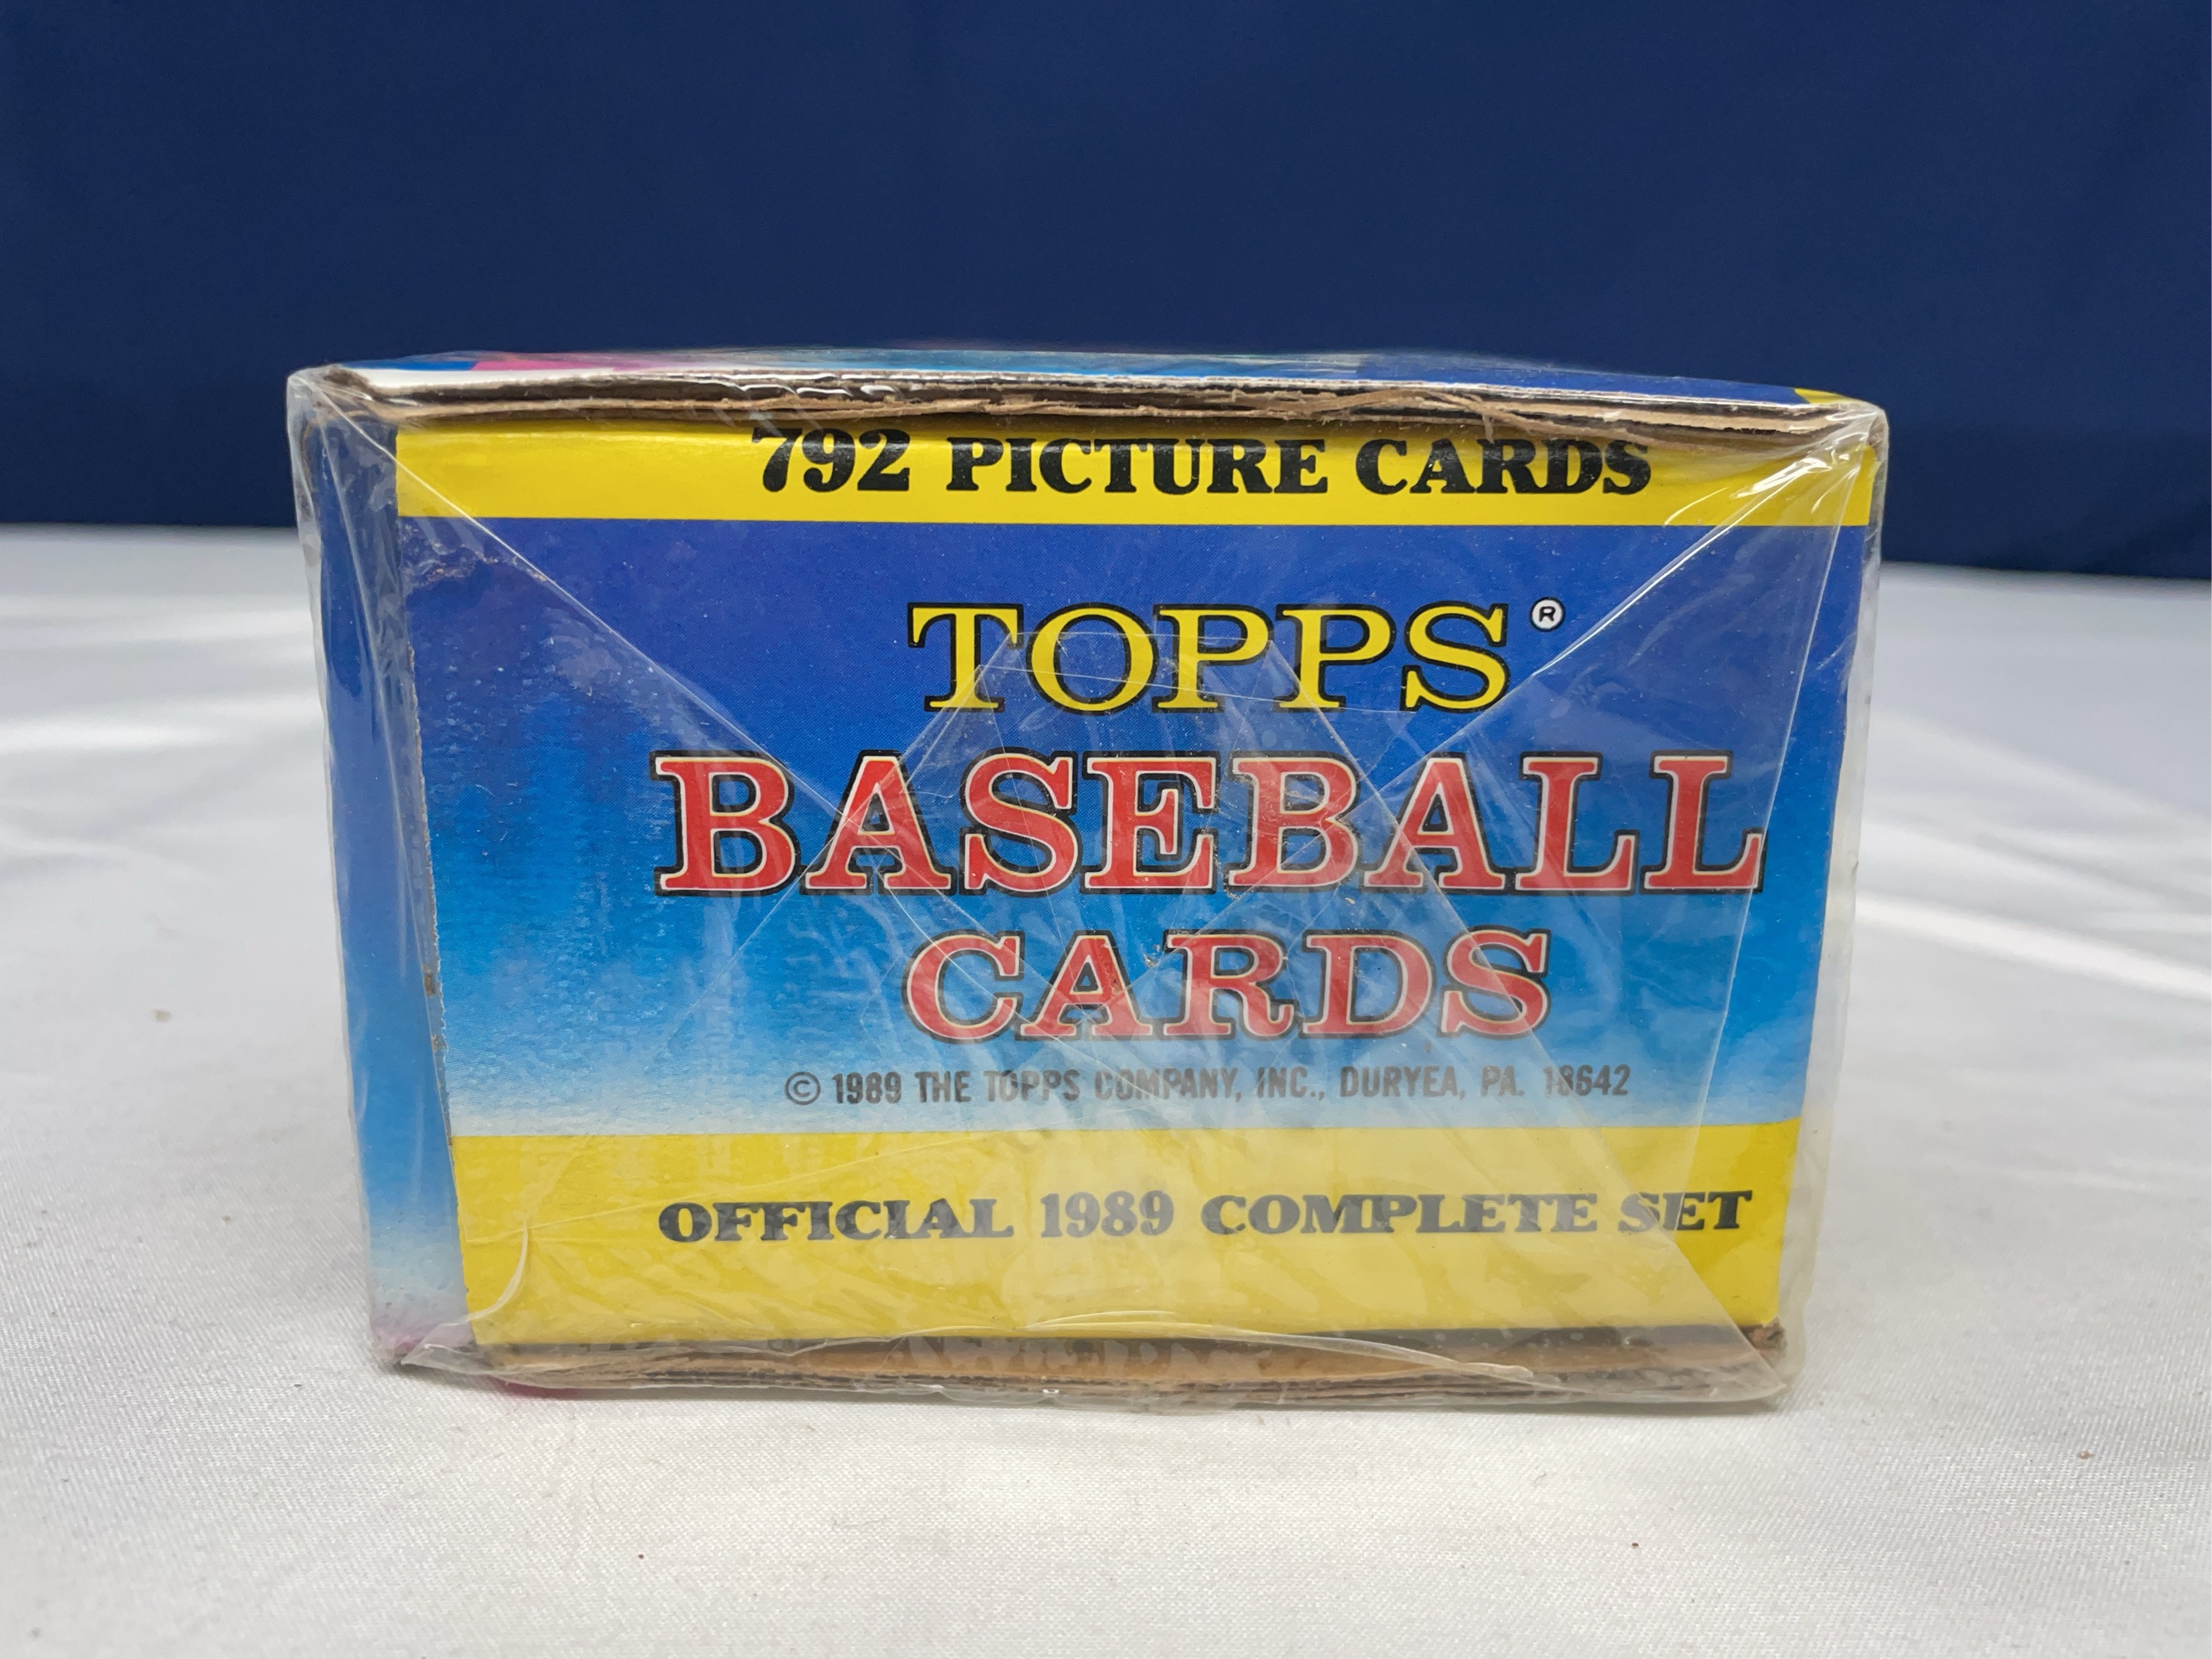 792 PICTURE CARDS
TOPPS®
BASEBALL
CARDS
© 1989 THE TOPPS COMPANY, INC., DURYEA, PA. 18642
OFFICIAL 1989 COMPLETE SET